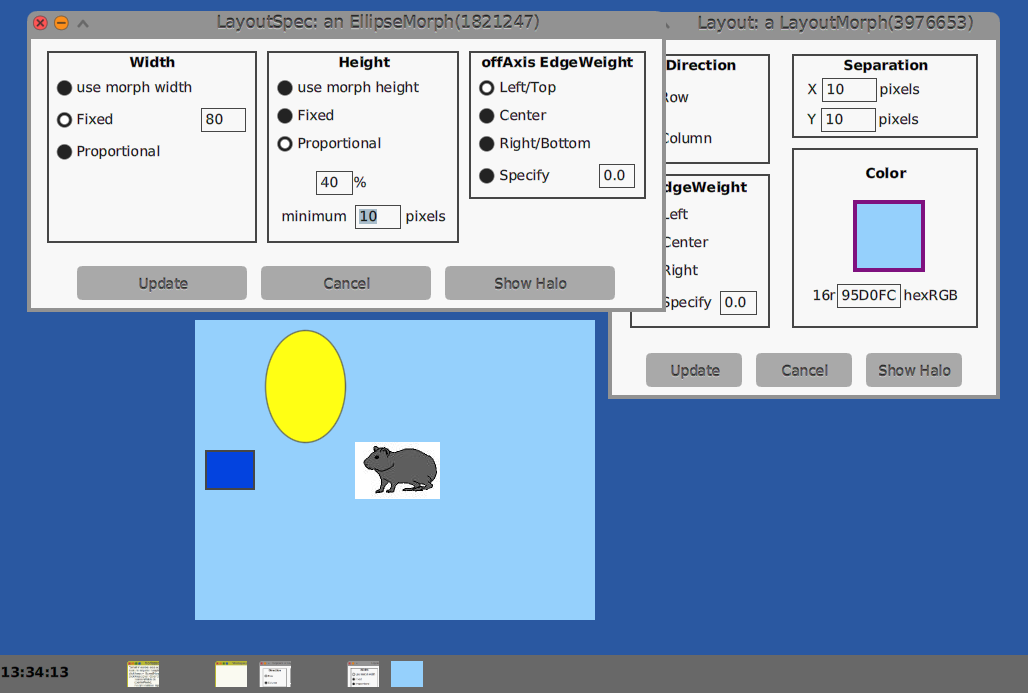 LayoutSpec: an EllipseMorph(1821247)
Width
use morph width
Fixed 80
Proportional
Height
use morph height
Fixed
Proportional
40 %
minimum 10 pixels
offAxis EdgeWeight
Left/Top
Center
Right/Bottom
Specify 0.0
Update Cancel Show Halo
Layout: a LayoutMorph(3976653)
Direction
Row
Column
Separation
X 10 pixels
Y 10 pixels
EdgeWeight
Left
Center
Right
Specify 0.0
Color
16r 95D0FC hexRGB
Update Cancel Show Halo
13:34:13